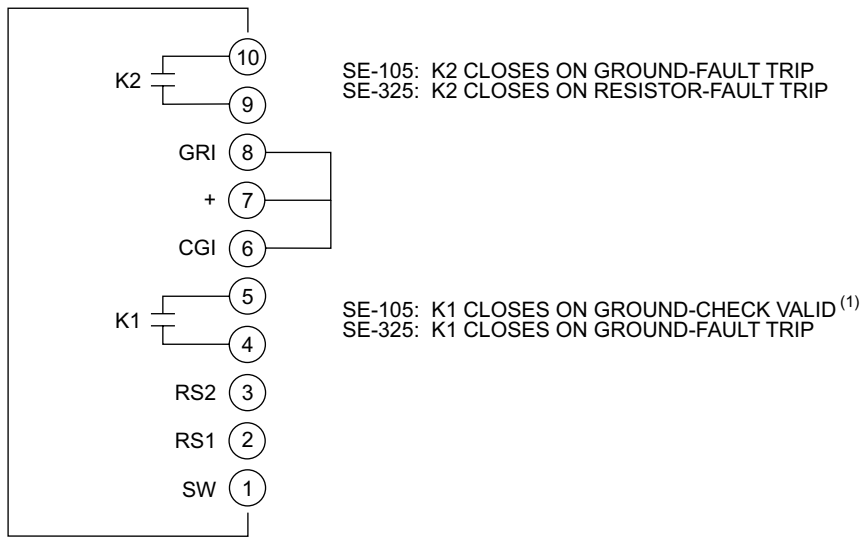 10
SE-105: K2 CLOSES ON GROUND-FAULT TRIP
K2
SE-325: K2 CLOSES ON RESISTOR-FAULT TRIP
9
GRI 8
+ 7
CGI 6
5
SE-105: K1 CLOSES ON GROUND-CHECK VALID (1)
K1
SE-325: K1 CLOSES ON GROUND-FAULT TRIP
4
RS2 3
RS1 2
SW 1